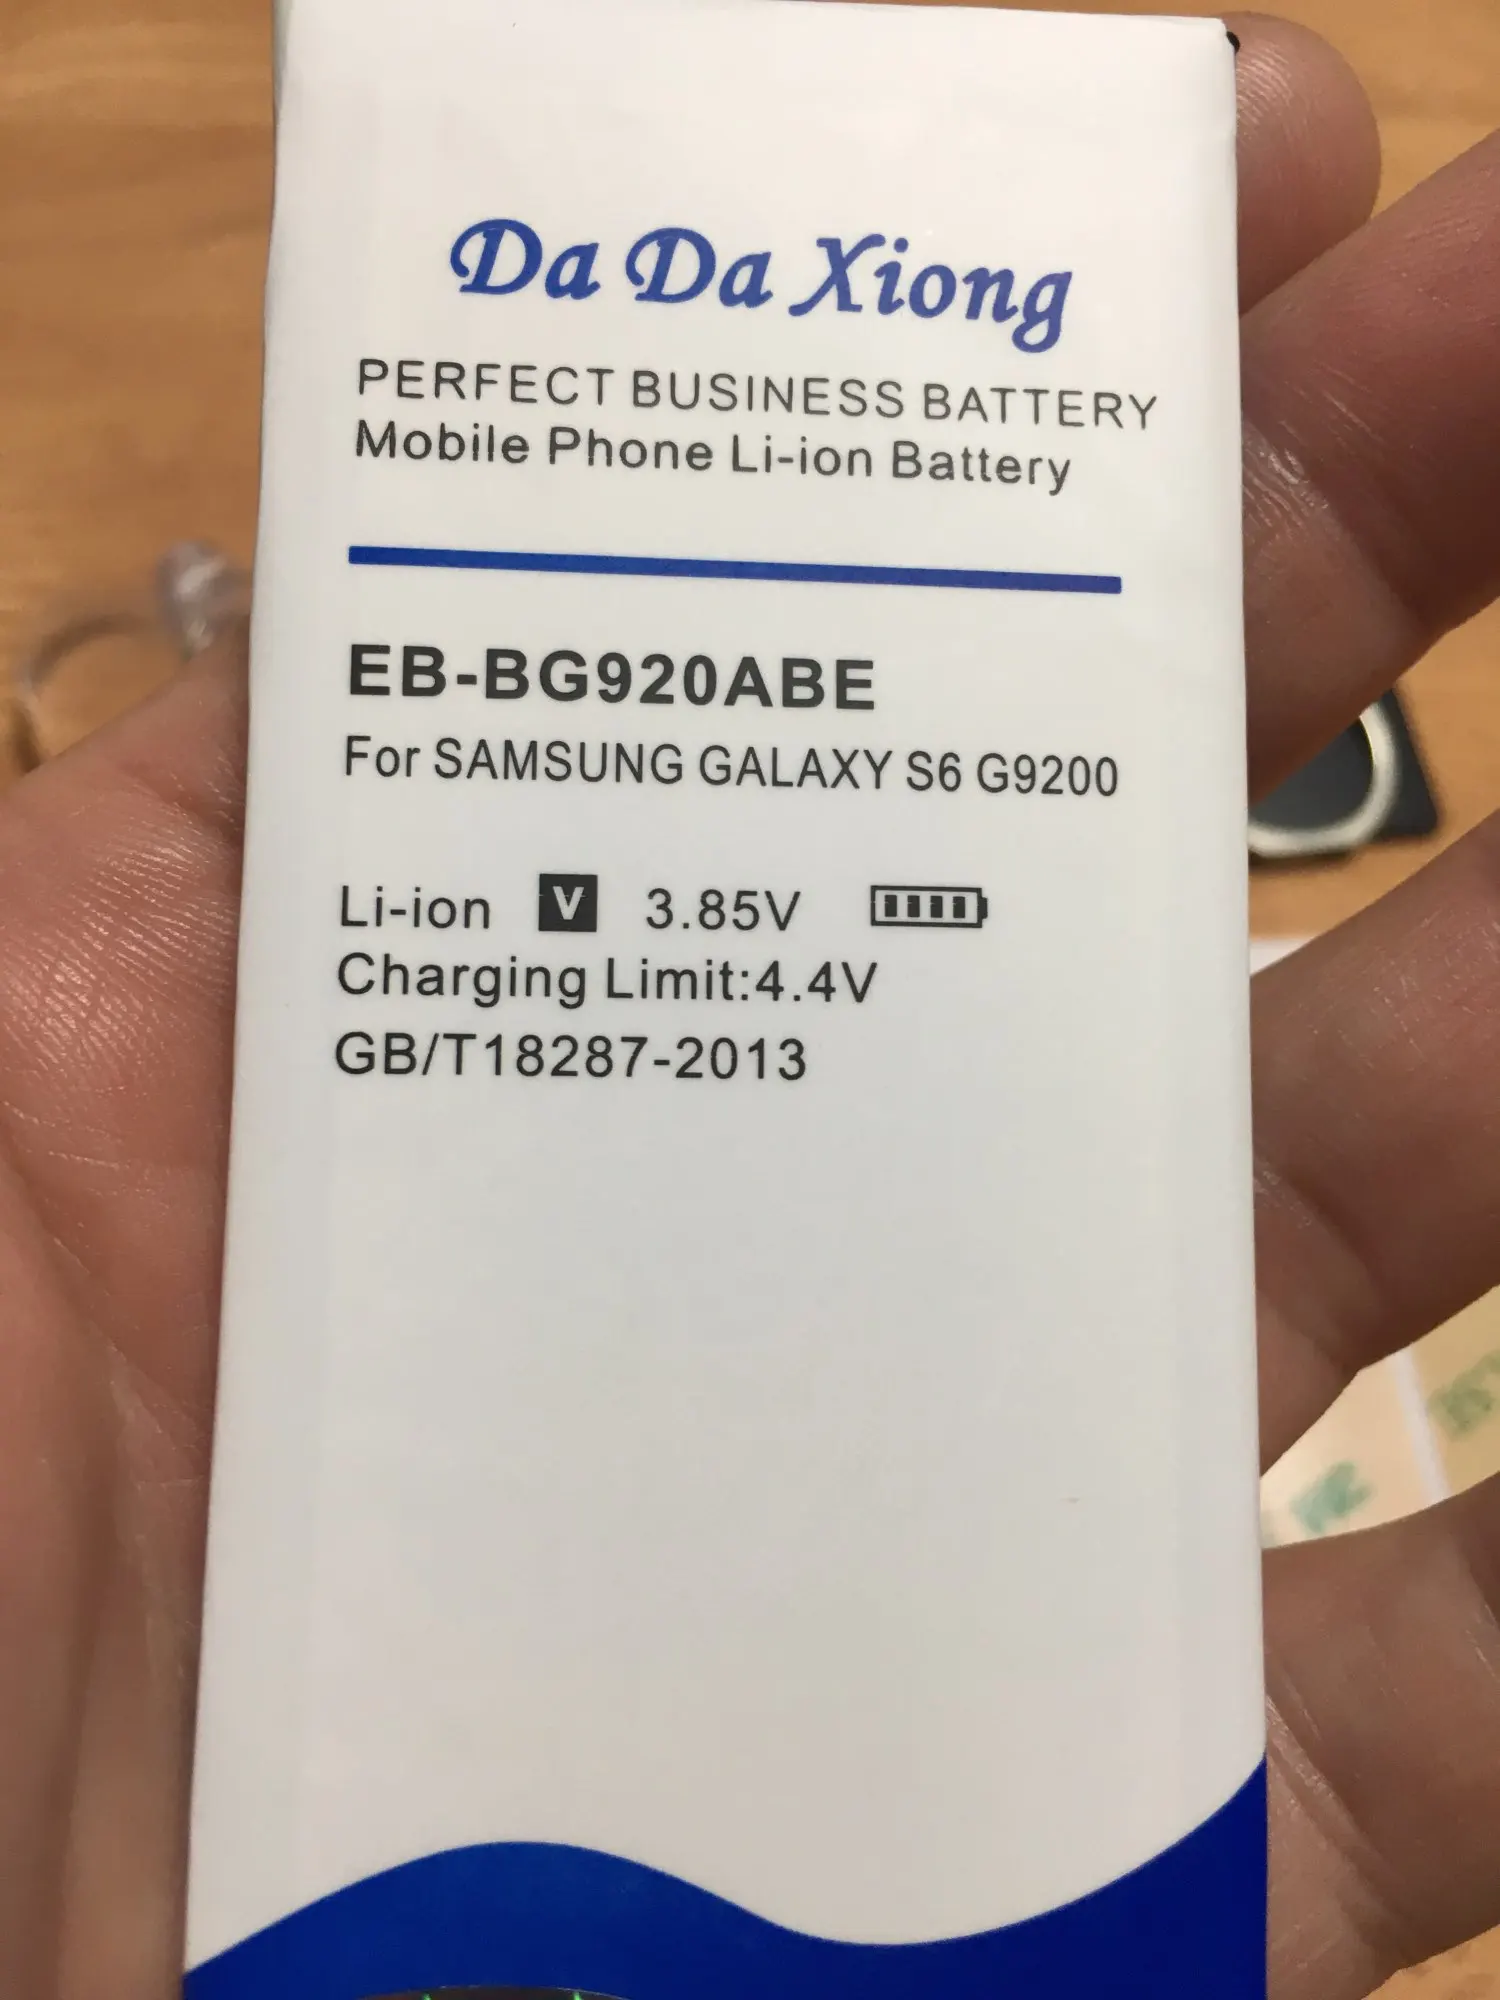 Da Da Xiong
PERFECT BUSINESS BATTERY
Mobile Phone Li-ion Battery
EB-BG920ABE
For SAMSUNG GALAXY S6 G9200
Li-ion V 3.85V
Charging Limit:4.4V
GB/T18287-2013